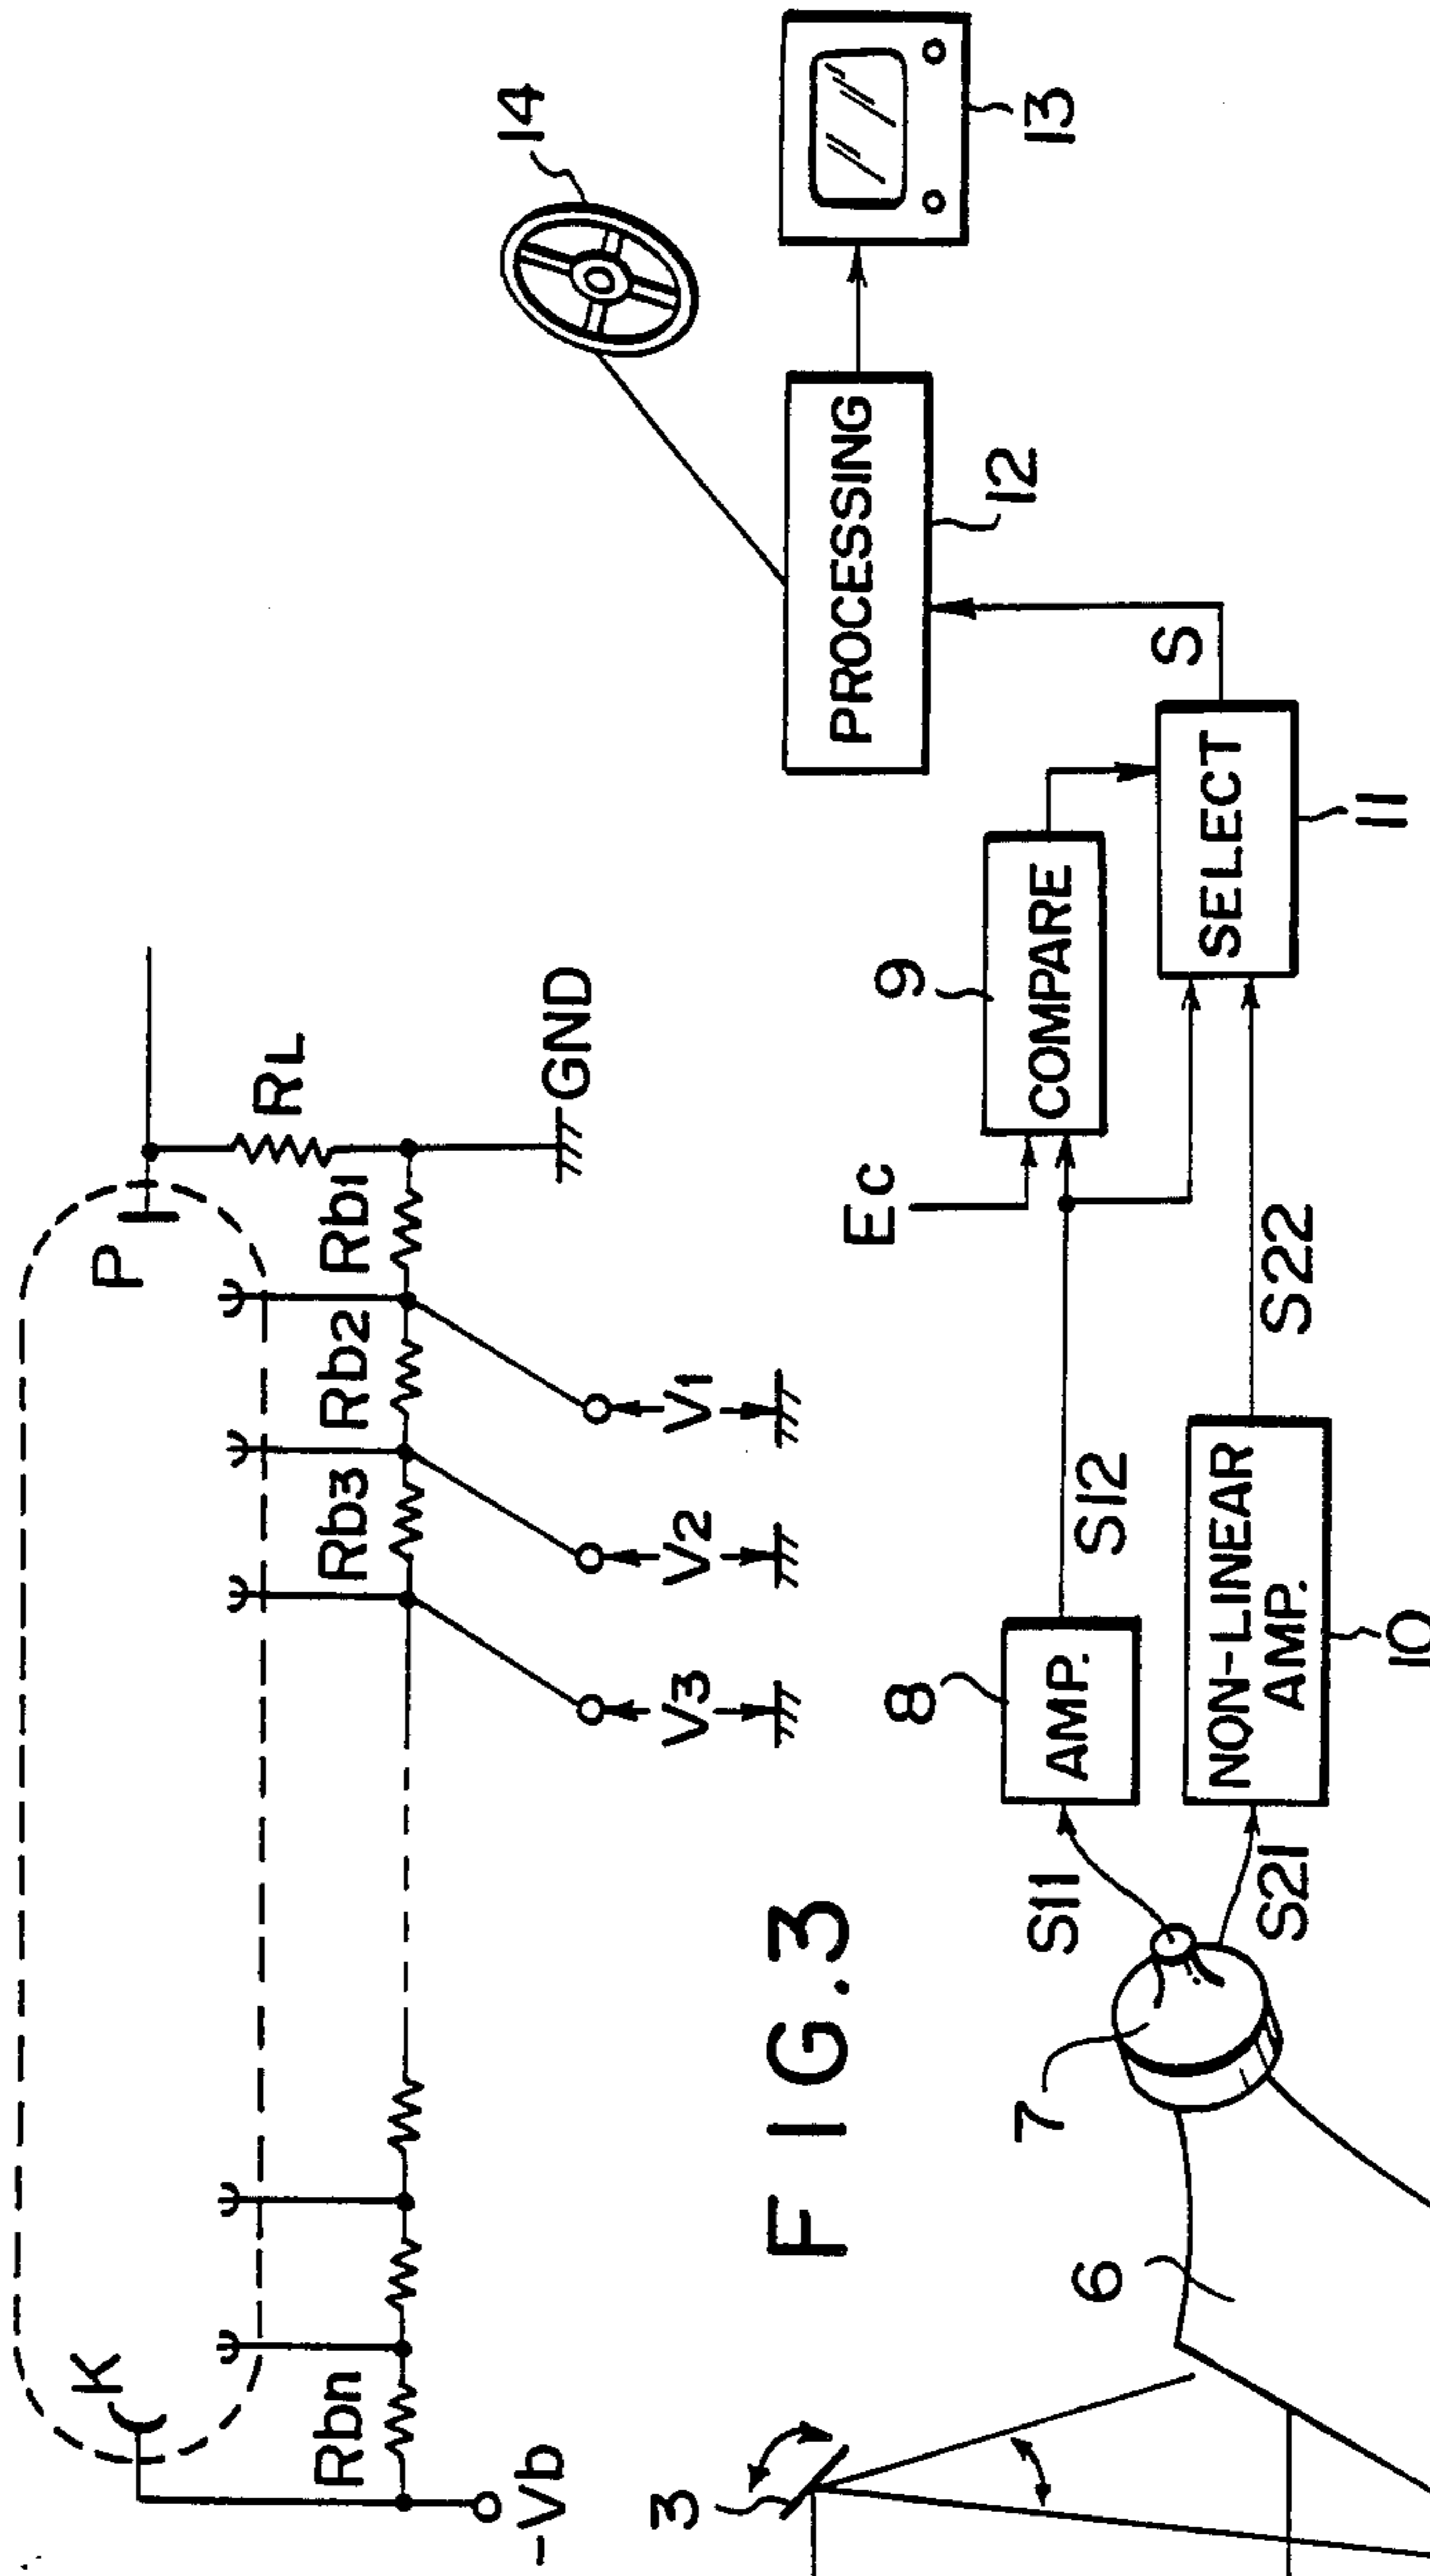 K
P
Rbn
Rb3
Rb2
Rb1
RL
-Vb
V3
V2
V1
GND
FIG.3
3
6
7
S11
S21
8
AMP.
NON-LINEAR
AMP.
10
S12
S22
Ec
9
COMPARE
SELECT
11
S
PROCESSING
12
14
13